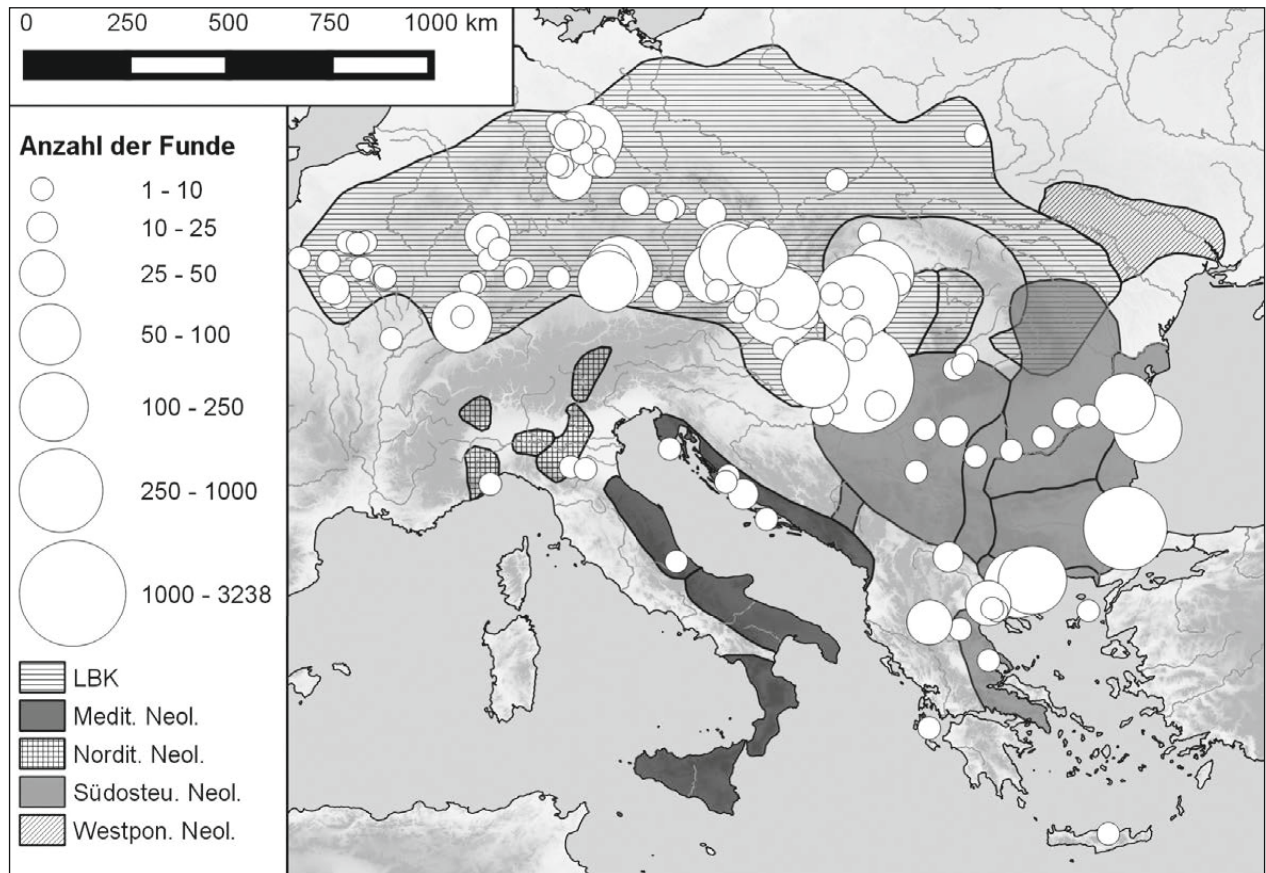 0 250 500 750 1000 km
Anzahl der Funde
1 - 10
10 - 25
25 - 50
50 - 100
100 - 250
250 - 1000
1000 - 3238
LBK
Medit. Neol.
Nordit. Neol.
Südosteu. Neol.
Westpon. Neol.